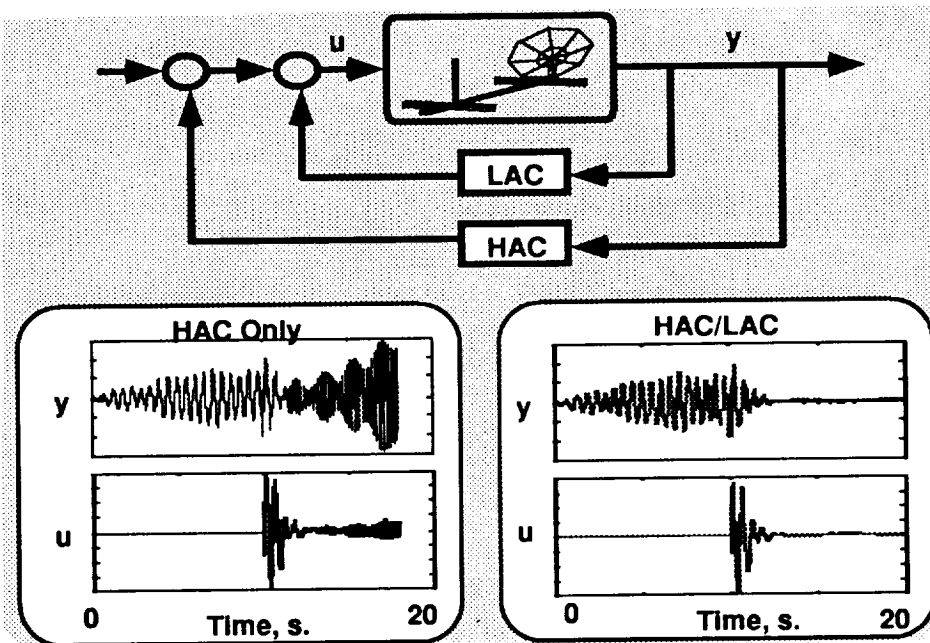 u
y
LAC
HAC
HAC Only
y
u
0
20
Time, s.
HAC/LAC
y
u
0
20
Time, s.